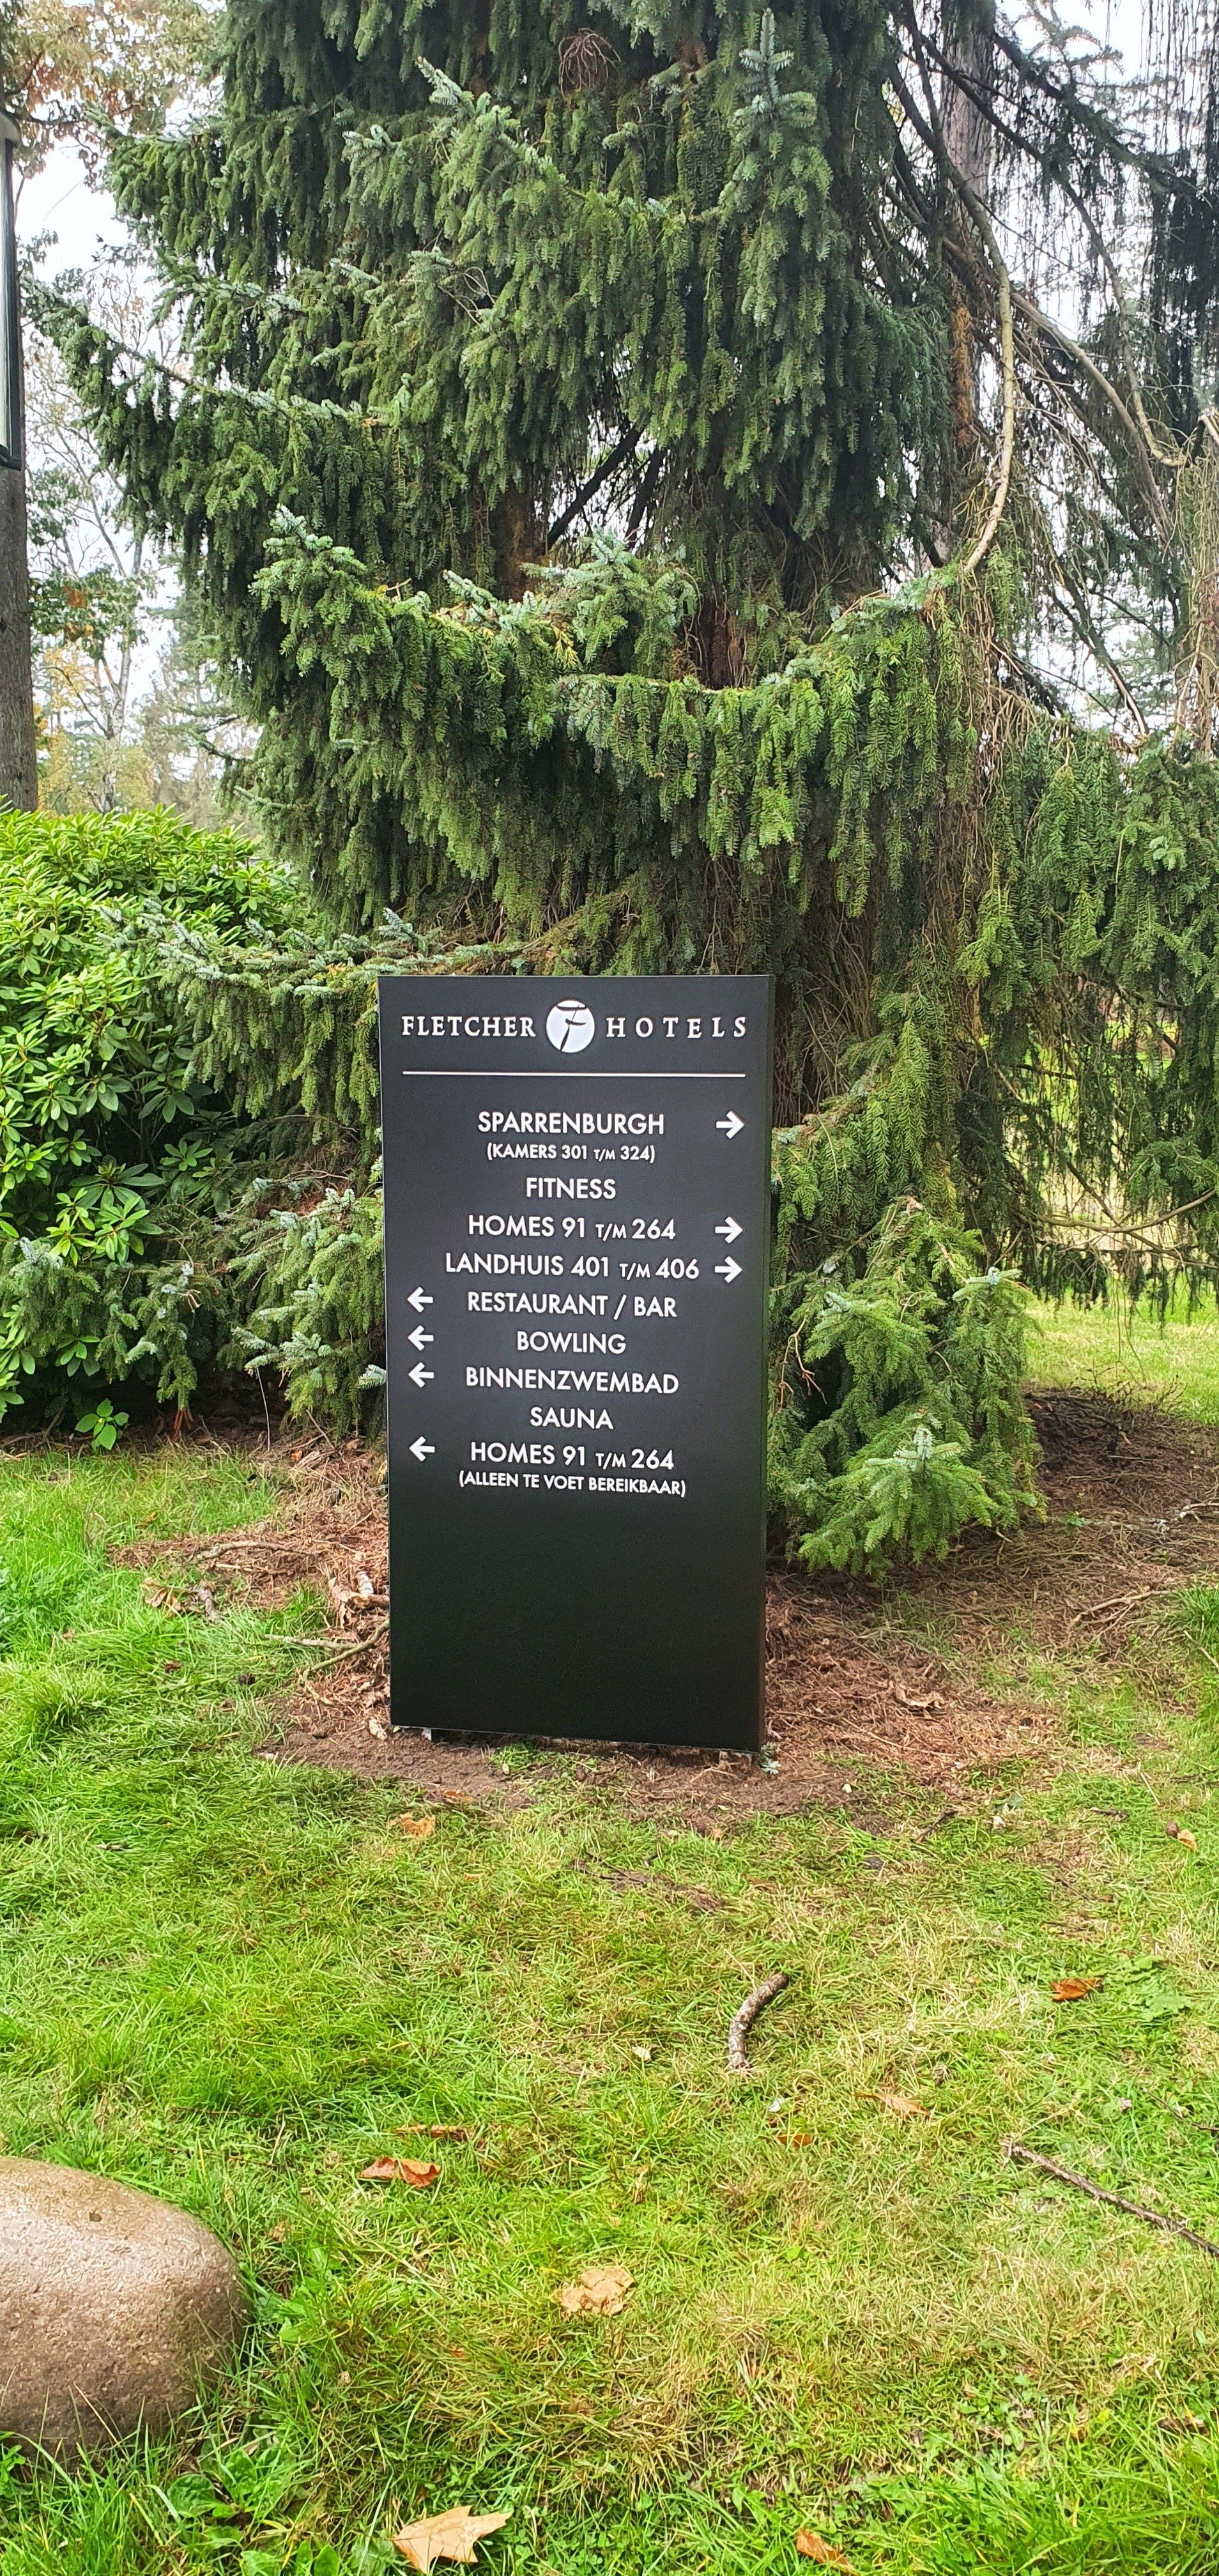 FLETCHER HOTELS
SPARRENBURGH →
(KAMERS 301 T/M 324)
FITNESS
HOMES 91 T/M 264 →
LANDHUIS 401 T/M 406 →
← RESTAURANT / BAR
← BOWLING
← BINNENZWEMBAD
SAUNA
← HOMES 91 T/M 264
(ALLEEN TE VOET BEREIKBAAR)